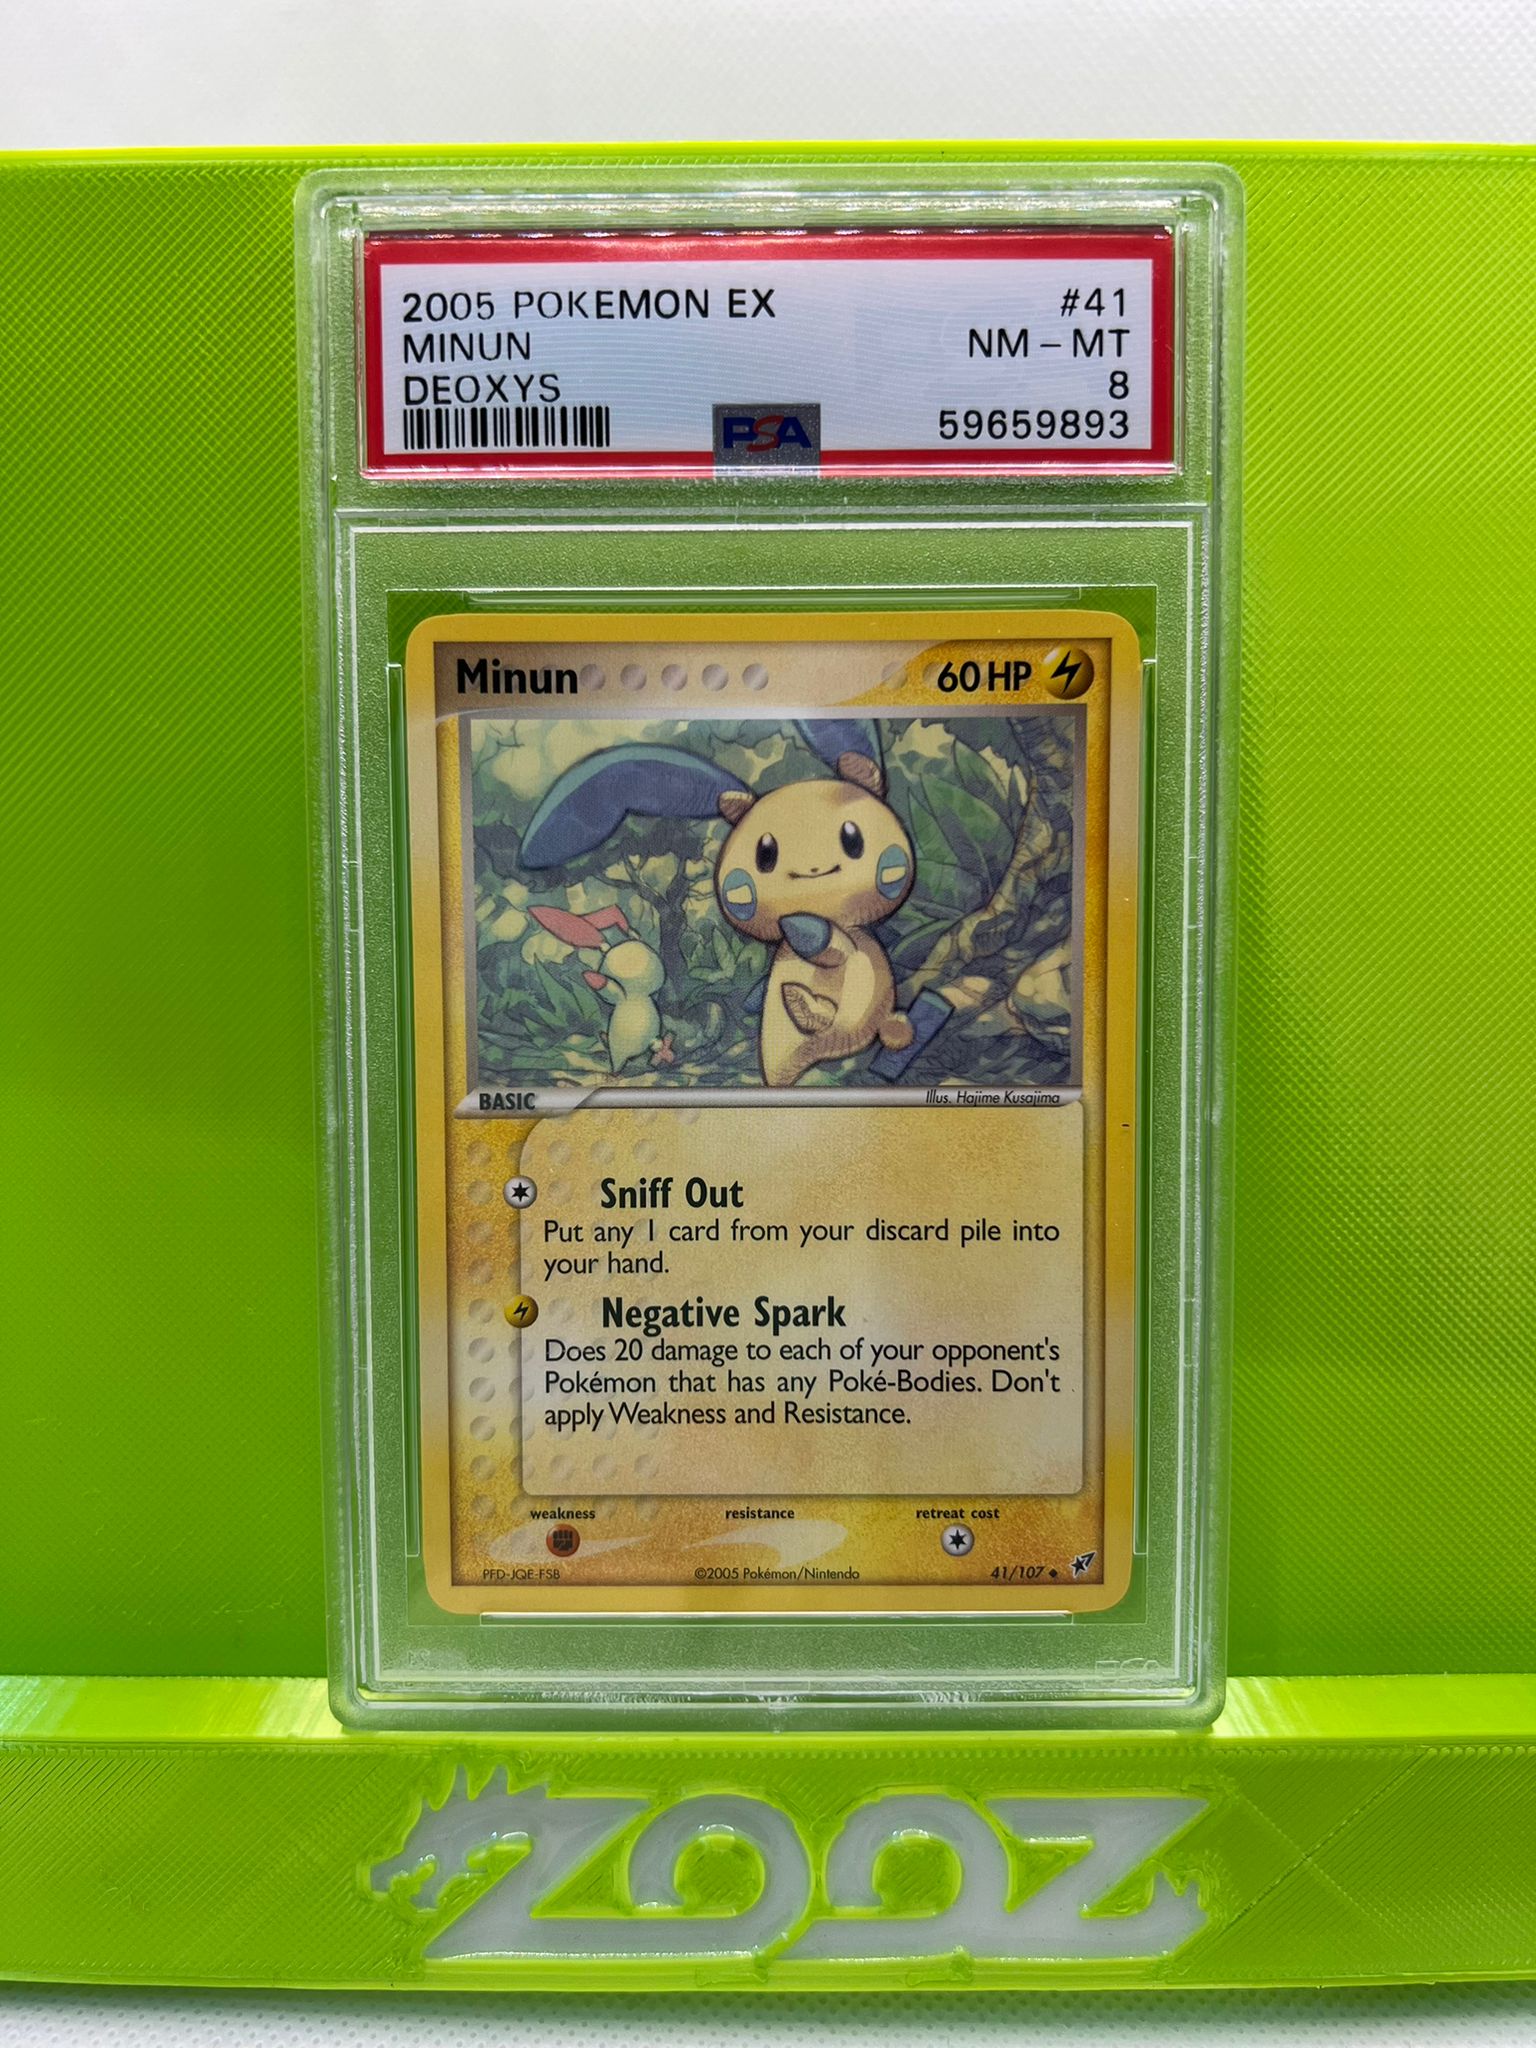 2005 POKEMON EX #41
MINUN NM - MT
DEOXYS 8
PSA 59659893
Minun 60 HP
BASIC Illus. Hajime Kusajima
Sniff Out
Put any 1 card from your discard pile into
your hand.
Negative Spark
Does 20 damage to each of your opponent's
Pokémon that has any Poké-Bodies. Don't
apply Weakness and Resistance.
weakness resistance retreat cost
PFD-JQE-FSB ©2005 Pokémon/Nintendo 41/107
PSA
ZOOZ